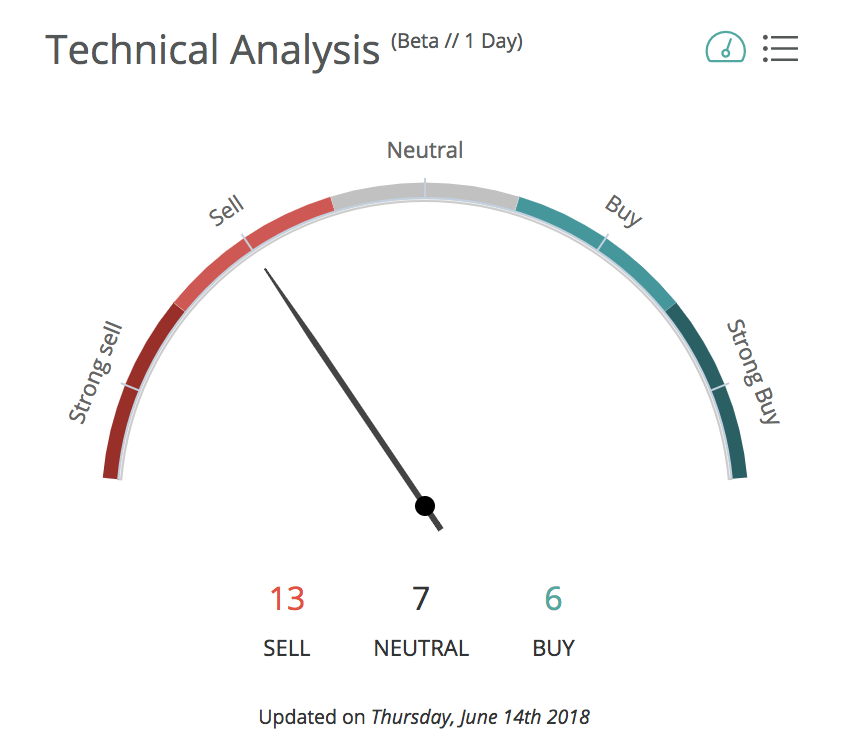 Technical Analysis (Beta // 1 Day)
Neutral
Sell
Buy
Strong sell
Strong Buy
13 7 6
SELL NEUTRAL BUY
Updated on Thursday, June 14th 2018